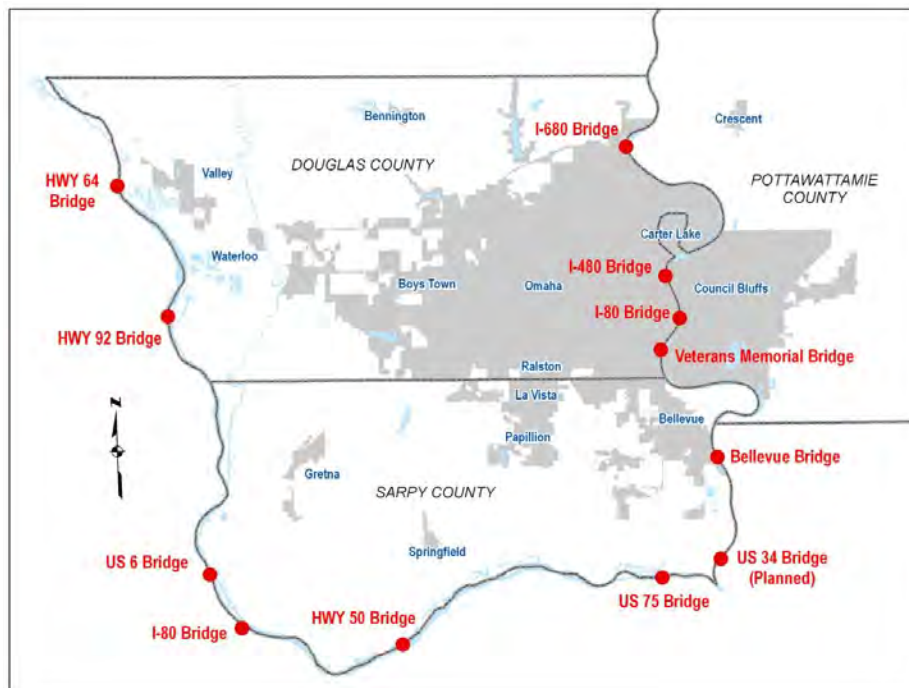 I-680 Bridge
Crescent
Bennington
DOUGLAS COUNTY
Valley
HWY 64
Bridge
POTTAWATTAMIE
COUNTY
Carter Lake
Waterloo
I-480 Bridge
Boys Town
Omaha
Council Bluffs
I-80 Bridge
HWY 92 Bridge
Veterans Memorial Bridge
Ralston
La Vista
Bellevue
Papillion
Z
Bellevue Bridge
Gretna
SARPY COUNTY
Springfield
US 6 Bridge
US 34 Bridge
(Planned)
US 75 Bridge
HWY 50 Bridge
I-80 Bridge